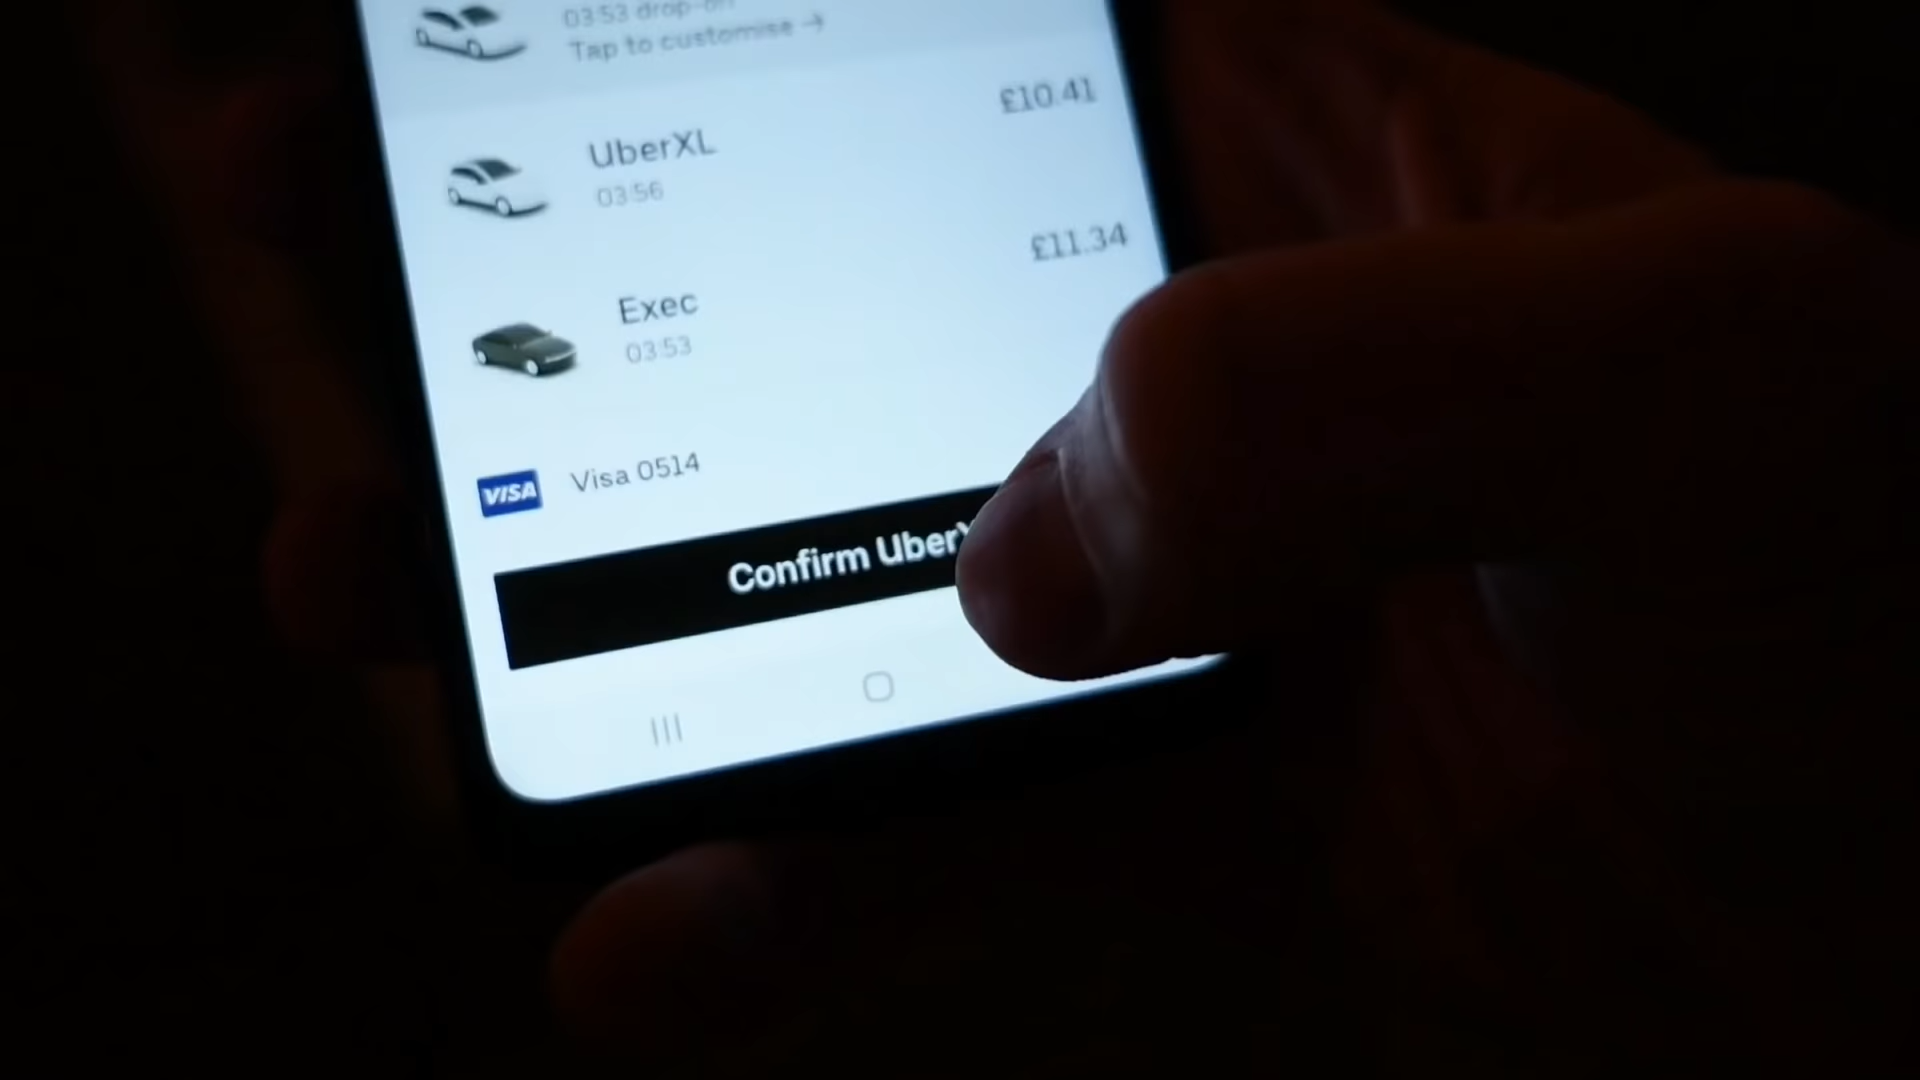 03:53 drop-off
Tap to customise →
UberXL
£10.41
03:56
Exec
£11.34
03:53
VISA
Visa 0514
Confirm Uber